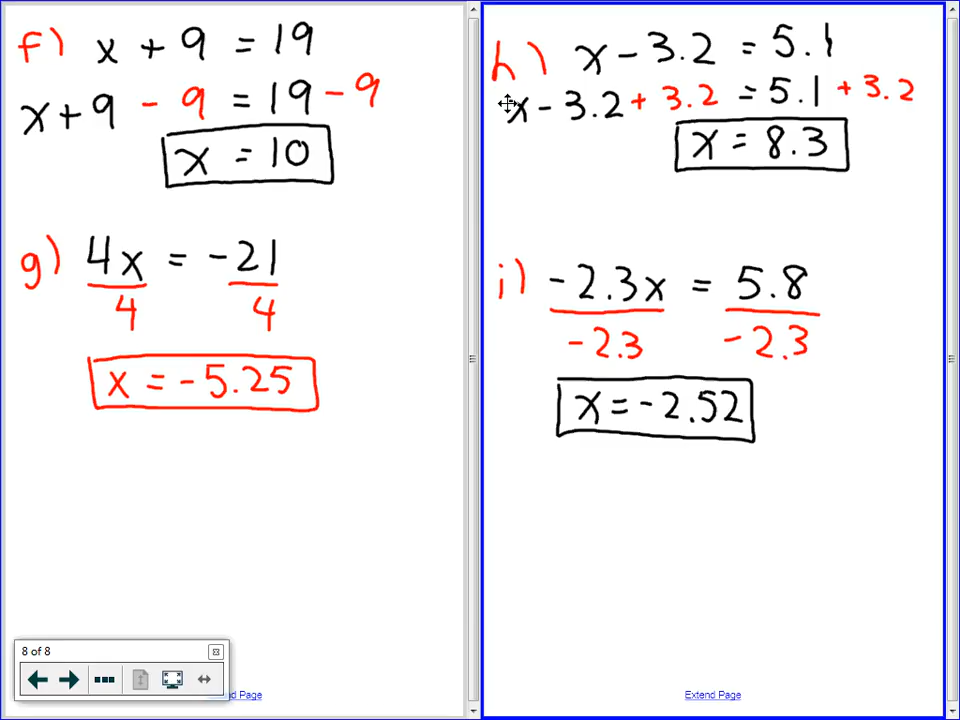 f) x + 9 = 19
x + 9 - 9 = 19 - 9
x = 10
g) 4x = -21
4 4
x = -5.25
8 of 8
End Page
h) x - 3.2 = 5.1
x - 3.2 + 3.2 = 5.1 + 3.2
x = 8.3
i) -2.3x = 5.8
-2.3 -2.3
x = -2.52
Extend Page